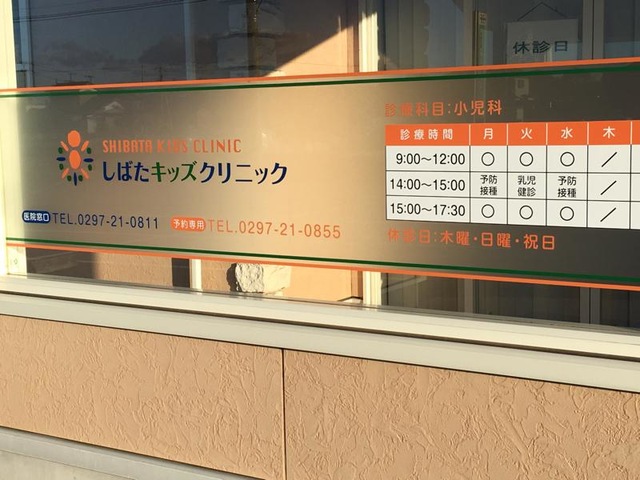 休診日
SHIBATA KIDS CLINIC
しばたキッズクリニック
医院窓口 TEL.0297-21-0811
予約専用 TEL.0297-21-0855
診療科目:小児科
診療時間 月 火 水 木
9:00〜12:00 ○ ○ ○ /
14:00〜15:00 予防接種 乳児健診 予防接種 /
15:00〜17:30 ○ ○ ○ /
休診日:木曜・日曜・祝日